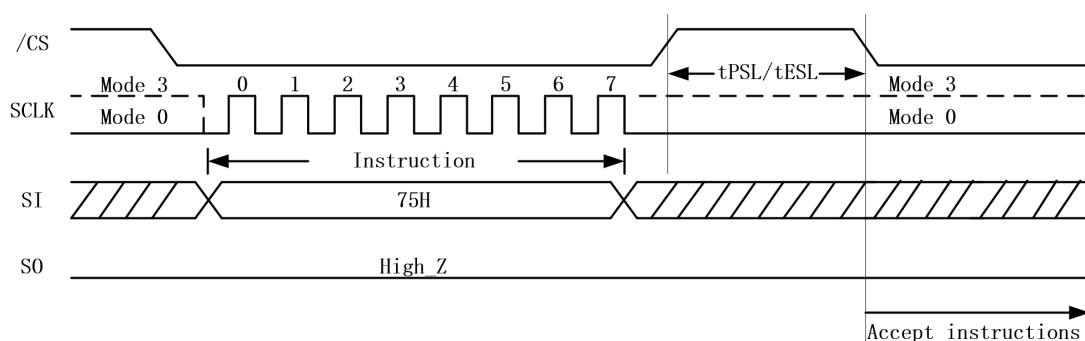 /CS
tPSL/tESL
Mode 3 0 1 2 3 4 5 6 7 Mode 3
SCLK
Mode 0 Mode 0
Instruction
SI 75H
SO High_Z
Accept instructions